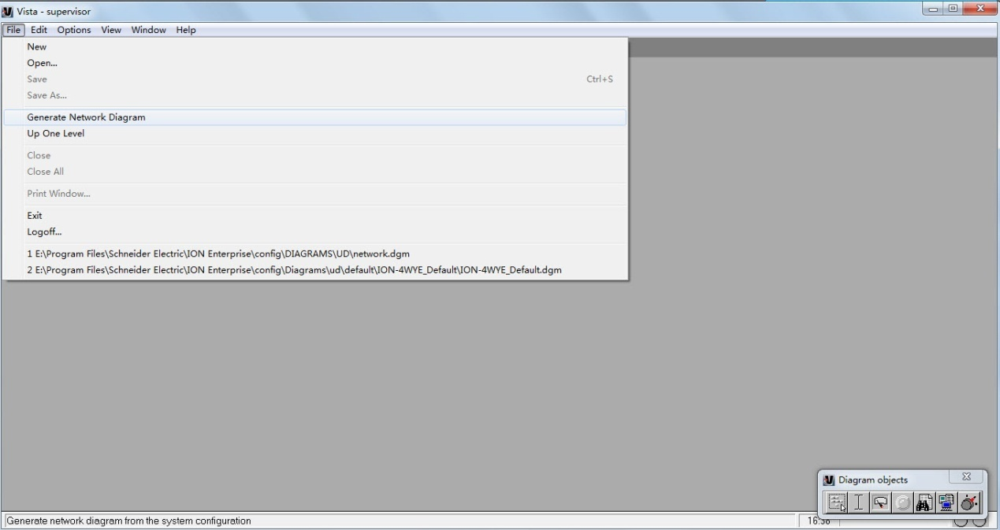 Vista - supervisor
File Edit Options View Window Help
New
Open...
Save Ctrl+S
Save As...
Generate Network Diagram
Up One Level
Close
Close All
Print Window...
Exit
Logoff...
1 E:\Program Files\Schneider Electric\ION Enterprise\config\DIAGRAMS\UD\network.dgm
2 E:\Program Files\Schneider Electric\ION Enterprise\config\Diagrams\ud\default\ION-4WYE_Default\ION-4WYE_Default.dgm
Diagram objects
Generate network diagram from the system configuration
16:38